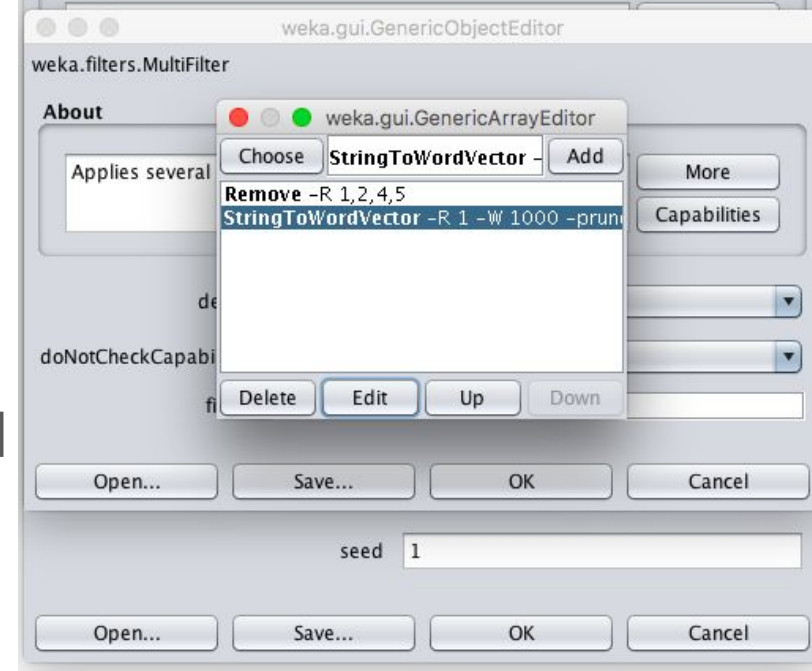 weka.gui.GenericObjectEditor
weka.filters.MultiFilter
About
weka.gui.GenericArrayEditor
Choose StringToWordVector – Add
Applies several
More
Remove –R 1,2,4,5
StringToWordVector –R 1 –W 1000 –prun
Capabilities
de
doNotCheckCapabi
fi
Delete Edit Up Down
Open... Save... OK Cancel
seed 1
Open... Save... OK Cancel